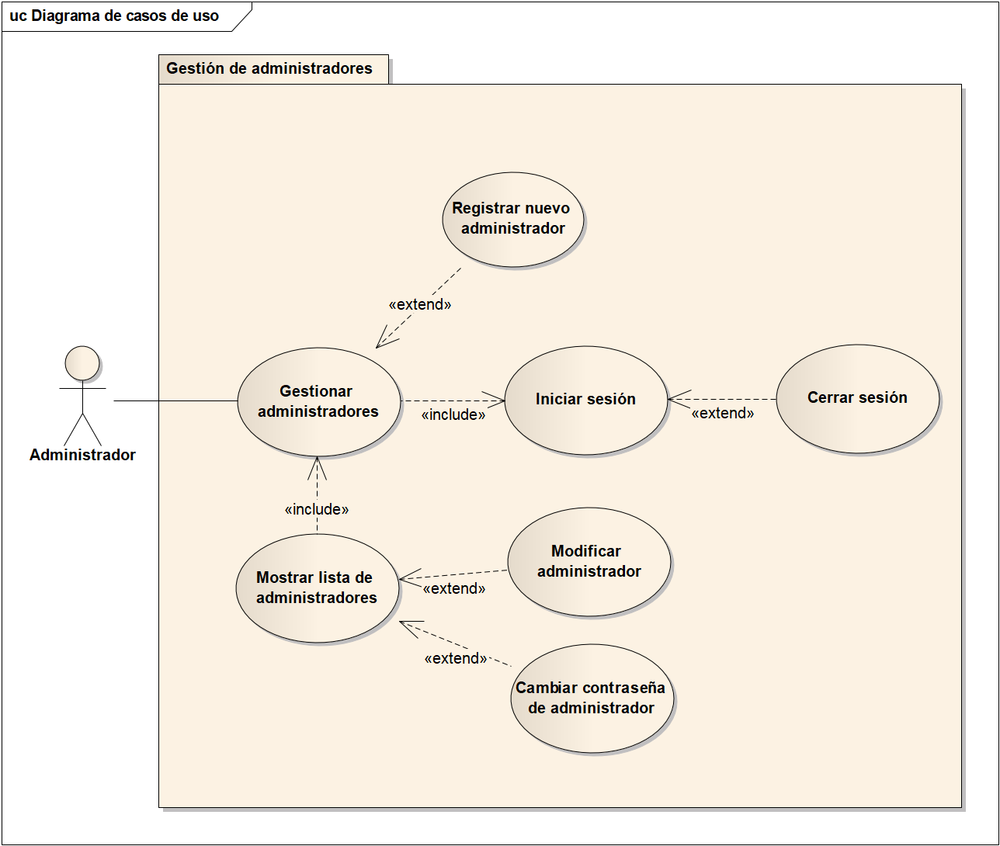 uc Diagrama de casos de uso
Gestión de administradores
Registrar nuevo
administrador
«extend»
Administrador
Gestionar
administradores
«include»
Iniciar sesión
«extend»
Cerrar sesión
«include»
Mostrar lista de
administradores
«extend»
Modificar
administrador
«extend»
Cambiar contraseña
de administrador